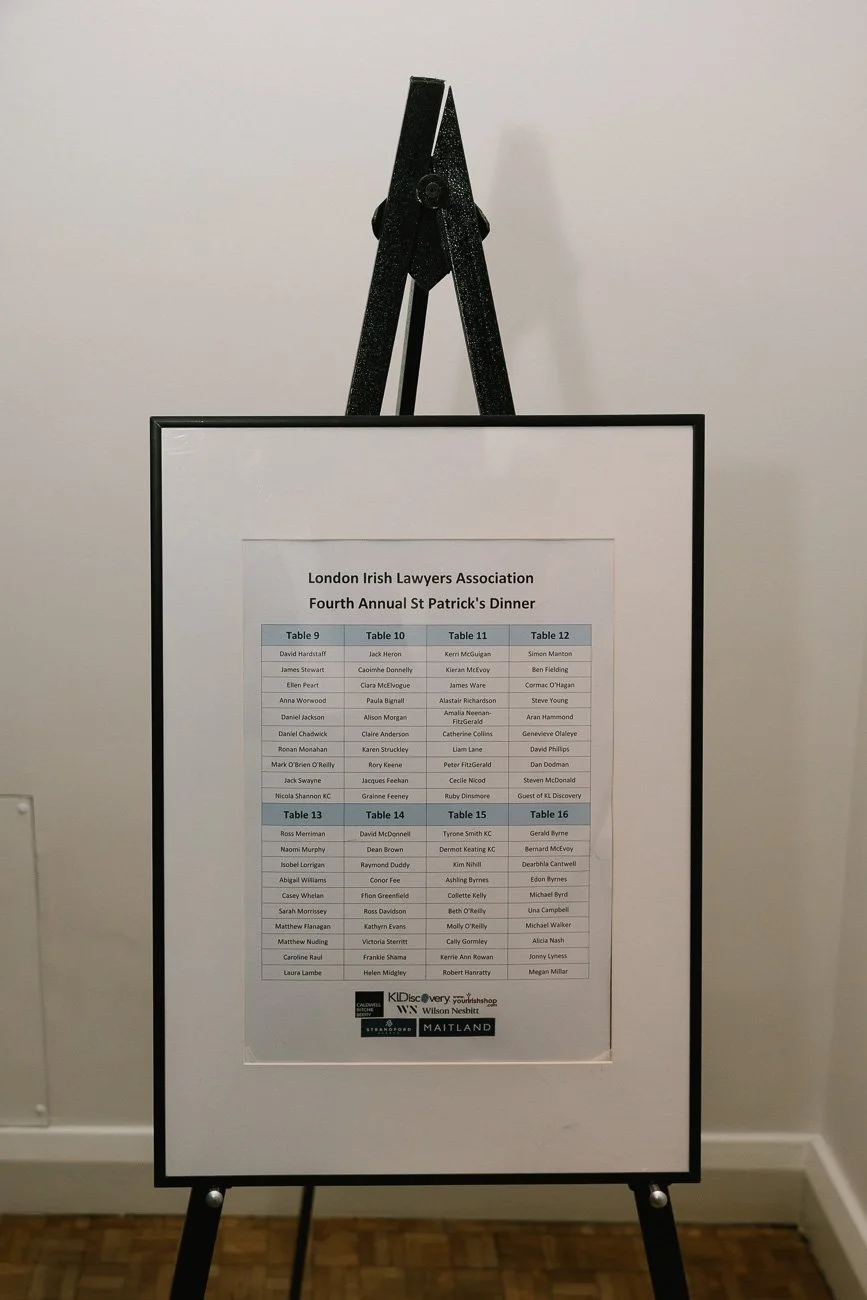 London Irish Lawyers Association
Fourth Annual St Patrick's Dinner
Table 9 Table 10 Table 11 Table 12
David Hardstaff Jack Heron Kerri McGuigan Simon Manton
James Stewart Caoimhe Donnelly Kieran McEvoy Ben Fielding
Ellen Peart Ciara McElvogue James Ware Cormac O'Hagan
Anna Worwood Paula Bignall Alastair Richardson Steve Young
Daniel Jackson Alison Morgan Amalia Neenan-FitzGerald Aran Hammond
Daniel Chadwick Claire Anderson Catherine Collins Genevieve Olaleye
Ronan Monahan Karen Struckley Liam Lane David Phillips
Mark O'Brien O'Reilly Rory Keene Peter FitzGerald Dan Dodman
Jack Swayne Jacques Feekan Cecile Nicod Steven McDonald
Nicola Shannon KC Grainne Feeney Ruby Dinsmore Guest of KL Discovery
Table 13 Table 14 Table 15 Table 16
Ross Merriman David McDonnell Tyrone Smith KC Gerald Byrne
Naomi Murphy Dean Brown Dermot Keating KC Bernard McEvoy
Isobel Lorrigan Raymond Duddy Kim Nihill Dearbhla Cantwell
Abigail Williams Conor Fee Ashling Byrnes Edon Byrnes
Casey Whelan Ffion Greenfield Collette Kelly Michael Byrd
Sarah Morrissey Ross Davidson Beth O'Reilly Una Campbell
Matthew Flanagan Kathyrn Evans Molly O'Reilly Michael Walker
Matthew Nuding Victoria Sterritt Cally Gormley Alicia Nash
Caroline Raul Frankie Shama Kerrie Ann Rowan Jonny Lyness
Laura Lambe Helen Midgley Robert Hanratty Megan Millar
CALDWELL
RITCHIE
BERRY
KLDiscovery
www.
youririshshop
.com
WN Wilson Nesbitt
STRANGFORD
MAITLAND